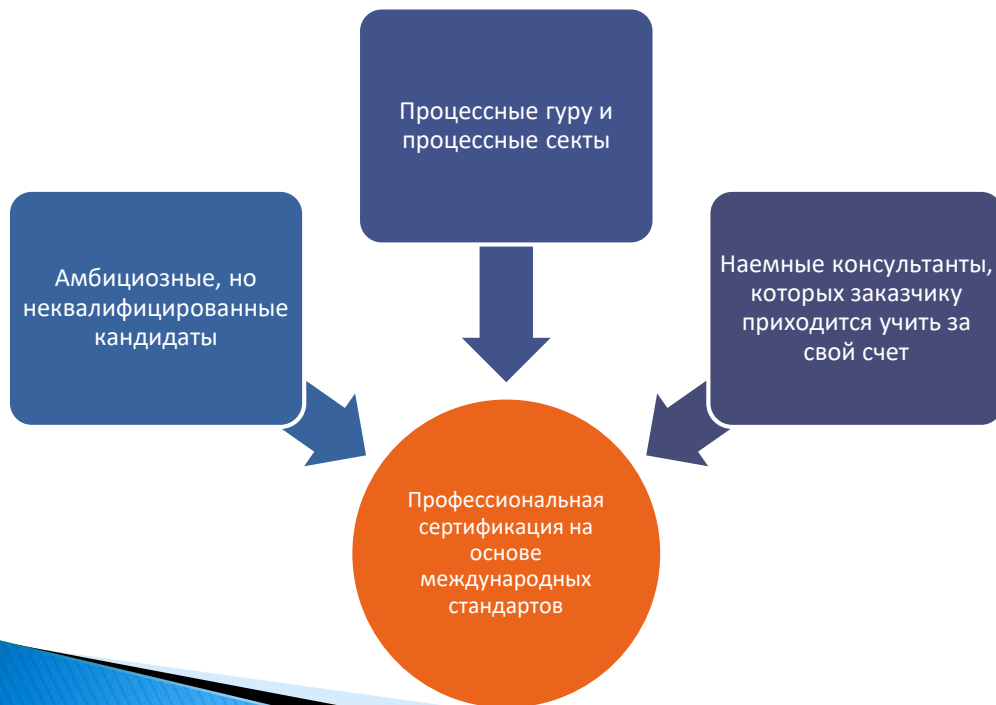 Процессные гуру и
процессные секты
Амбициозные, но
неквалифицированные
кандидаты
Наемные консультанты,
которых заказчику
приходится учить за
свой счет
Профессиональная
сертификация на
основе
международных
стандартов